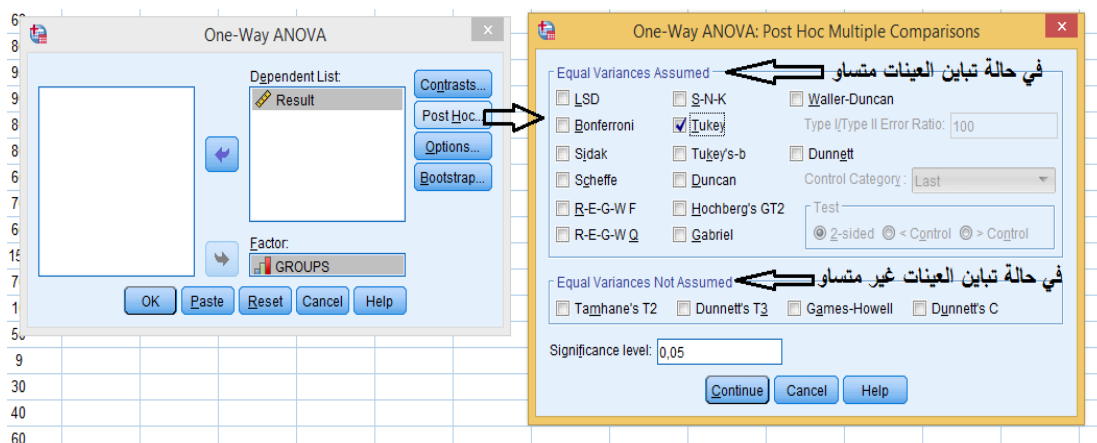 One-Way ANOVA
Dependent List:
Result
Factor:
GROUPS
Contrasts...
Post Hoc...
Options...
Bootstrap...
OK Paste Reset Cancel Help
One-Way ANOVA: Post Hoc Multiple Comparisons
Equal Variances Assumed في حالة تباين العينات متساو
LSD S-N-K Waller-Duncan
Bonferroni Tukey Type I/Type II Error Ratio: 100
Sidak Tukey's-b Dunnett
Scheffe Duncan Control Category : Last
R-E-G-W F Hochberg's GT2 Test
R-E-G-W Q Gabriel 2-sided < Control > Control
Equal Variances Not Assumed في حالة تباين العينات غير متساو
Tamhane's T2 Dunnett's T3 Games-Howell Dunnett's C
Significance level: 0,05
Continue Cancel Help
9
30
40
60